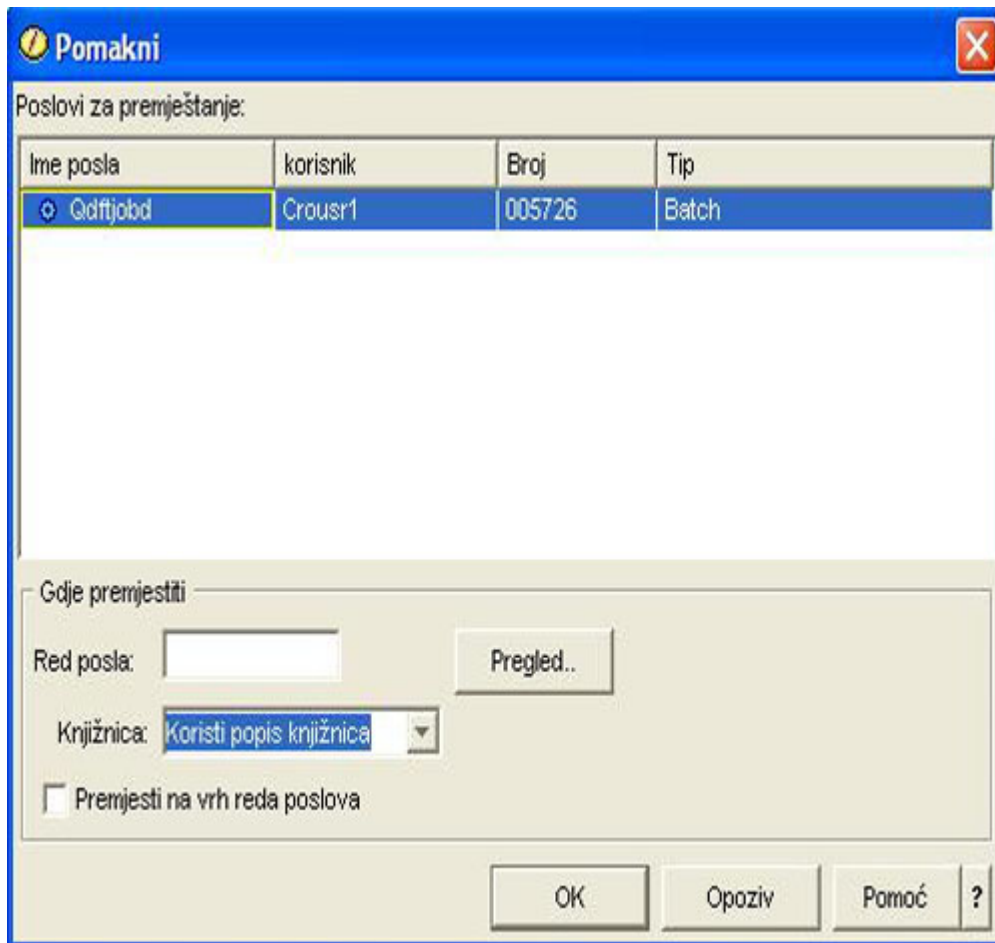 Pomakni
Poslovi za premještanje:
Ime posla korisnik Broj Tip
Qdftjobd Crousr1 005726 Batch
Gdje premjestiti
Red posla: Pregled..
Knjižnica: Koristi popis knjižnica
Premjesti na vrh reda poslova
OK Opoziv Pomoć ?